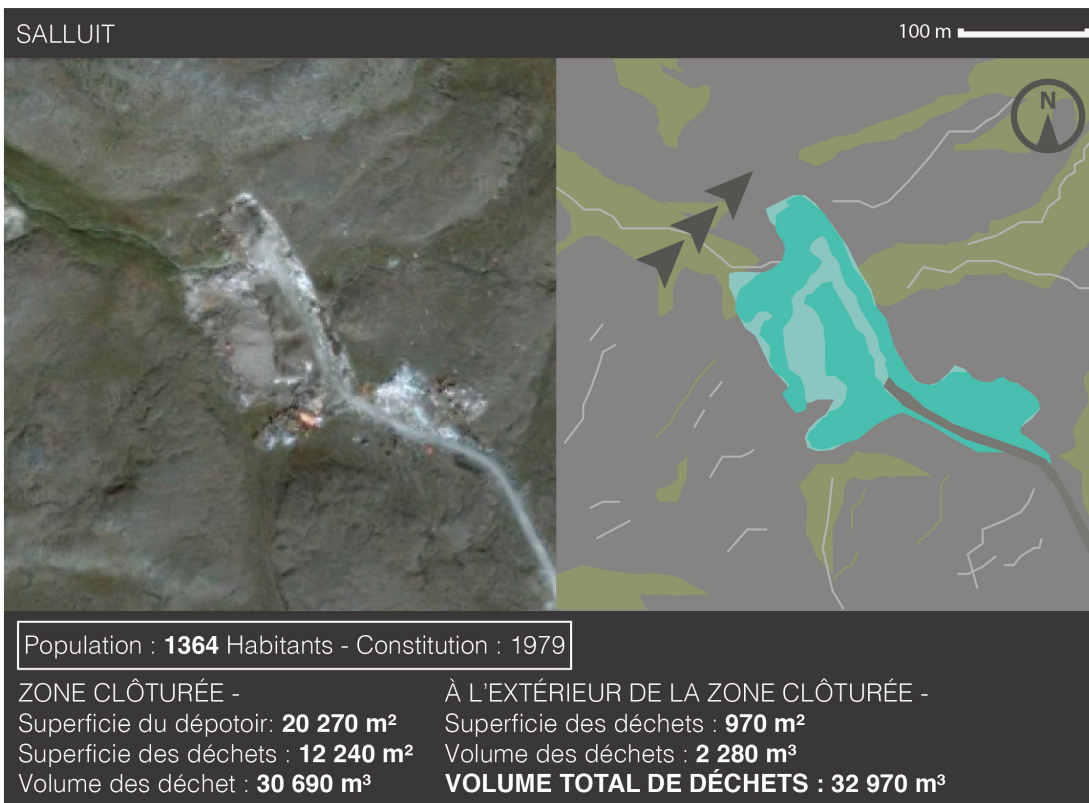 SALLUIT
100 m
N
Population : 1364 Habitants - Constitution : 1979
ZONE CLÔTURÉE -
Superficie du dépotoir: 20 270 m²
Superficie des déchets : 12 240 m²
Volume des déchet : 30 690 m³
À L'EXTÉRIEUR DE LA ZONE CLÔTURÉE -
Superficie des déchets : 970 m²
Volume des déchets : 2 280 m³
VOLUME TOTAL DE DÉCHETS : 32 970 m³